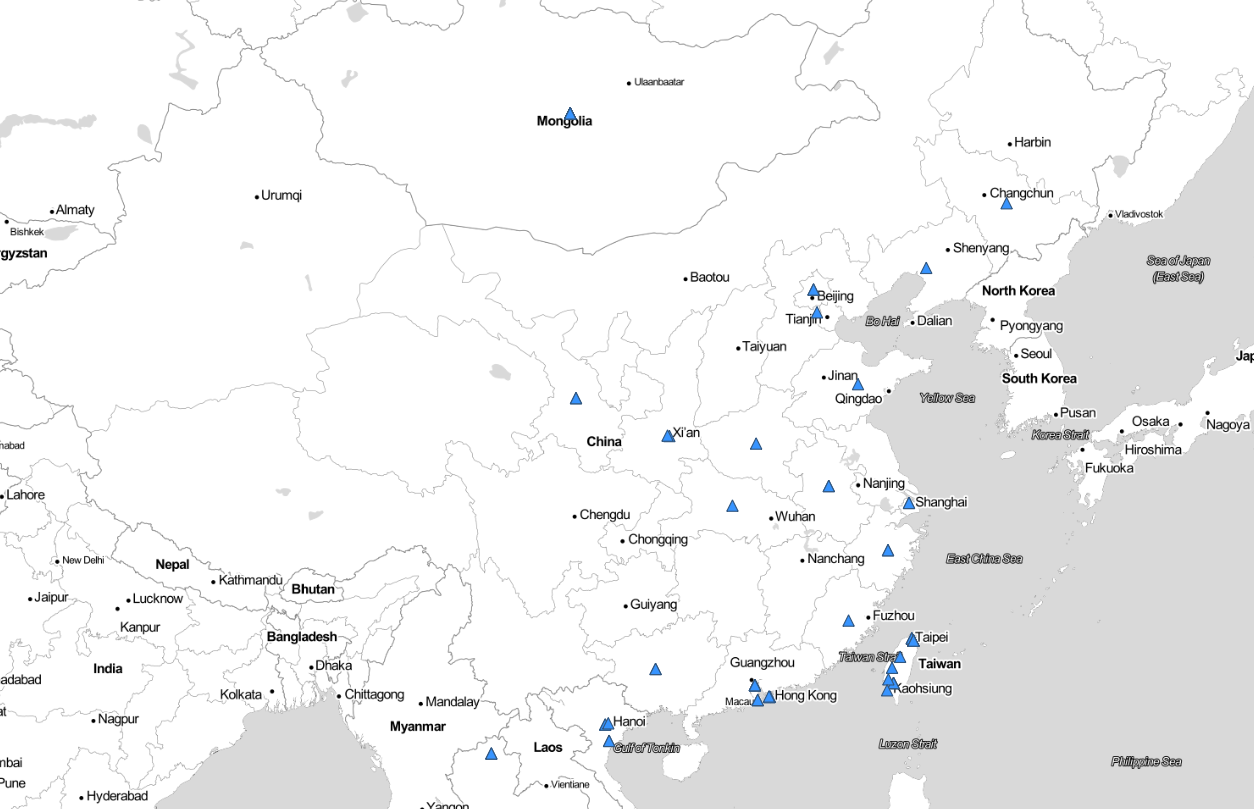 Ulaanbaatar
Mongolia
Harbin
Urumqi
Changchun
Almaty
Vladivostok
Bishkek
rgyzstan
Shenyang
Sea of Japan
(East Sea)
Baotou
Beijing
North Korea
Tianjin
Bo Hai
Dalian
Pyongyang
Taiyuan
Seoul
Jap
Jinan
South Korea
Qingdao
Yellow Sea
Pusan
Osaka
Nagoya
Xi'an
Korea Strait
China
nabad
Hiroshima
Fukuoka
Nanjing
Lahore
Shanghai
Chengdu
Wuhan
Chongqing
New Delhi
Nepal
Nanchang
East China Sea
Kathmandu
Bhutan
Jaipur
Lucknow
Guiyang
Fuzhou
Kanpur
Bangladesh
Taipei
Taiwan Strait
Dhaka
India
Guangzhou
Taiwan
adabad
Kolkata
Chittagong
Kaohsiung
Hong Kong
Mandalay
Macau
at
Nagpur
Myanmar
Hanoi
Laos
Gulf of Tonkin
Luzon Strait
mbai
Philippine Sea
Pune
Vientiane
Hyderabad
Yangon